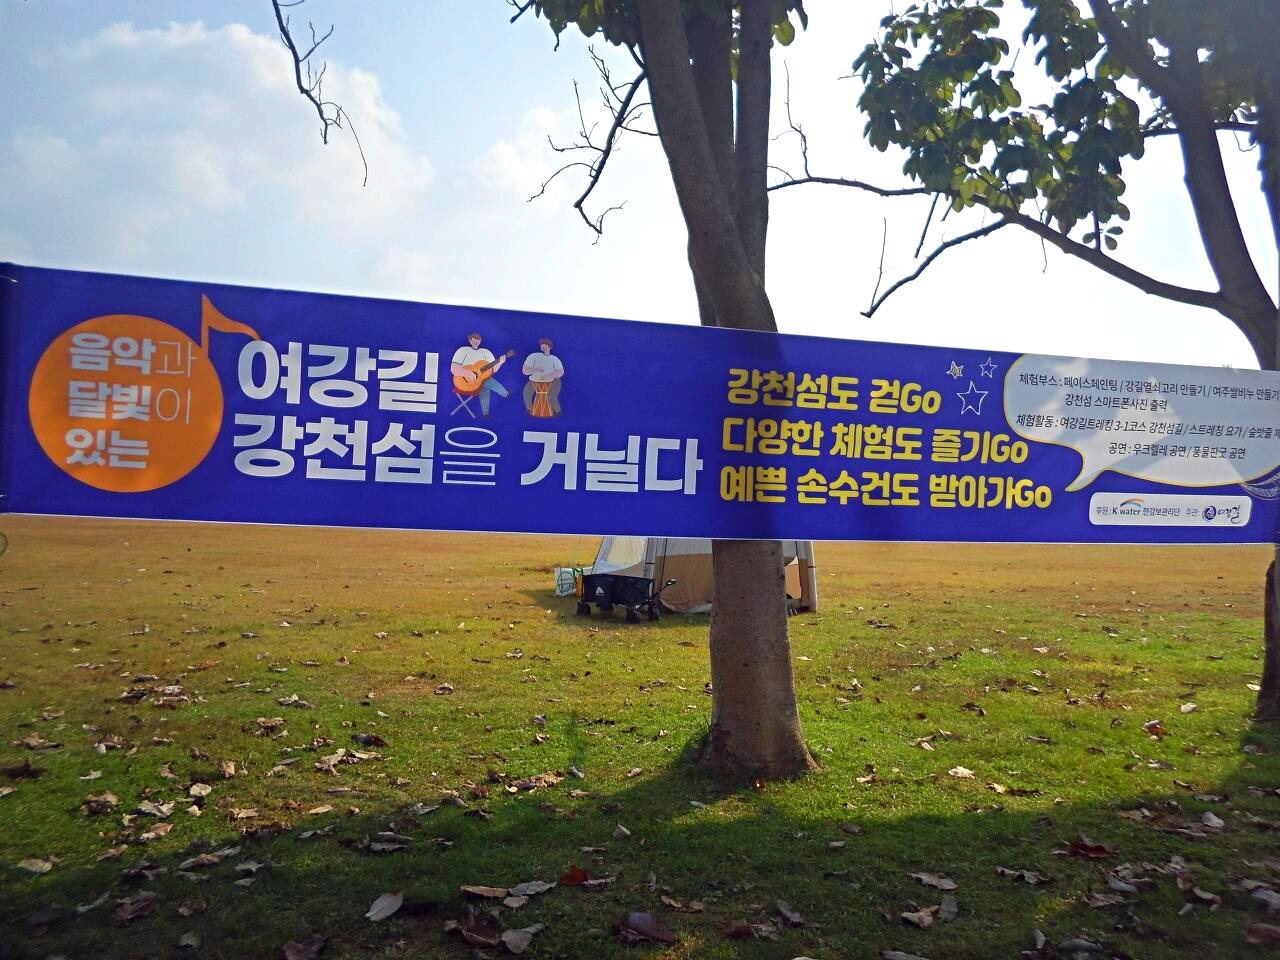 음악과
달빛이
있는
여강길
강천섬을 거닐다
강천섬도 걷Go
다양한 체험도 즐기Go
예쁜 손수건도 받아가Go
체험부스 : 페이스페인팅 / 강길열쇠고리 만들기 / 여주쌀비누 만들기
강천섬 스마트폰사진 출력
체험활동 : 여강길트레킹 3-1코스 강천섬길 / 스트레칭 요가 / 숲밧줄
공연 : 우크렐레 공연 / 풍물판굿 공연
후원 : K water 한강보관리단 주관 : 여강길